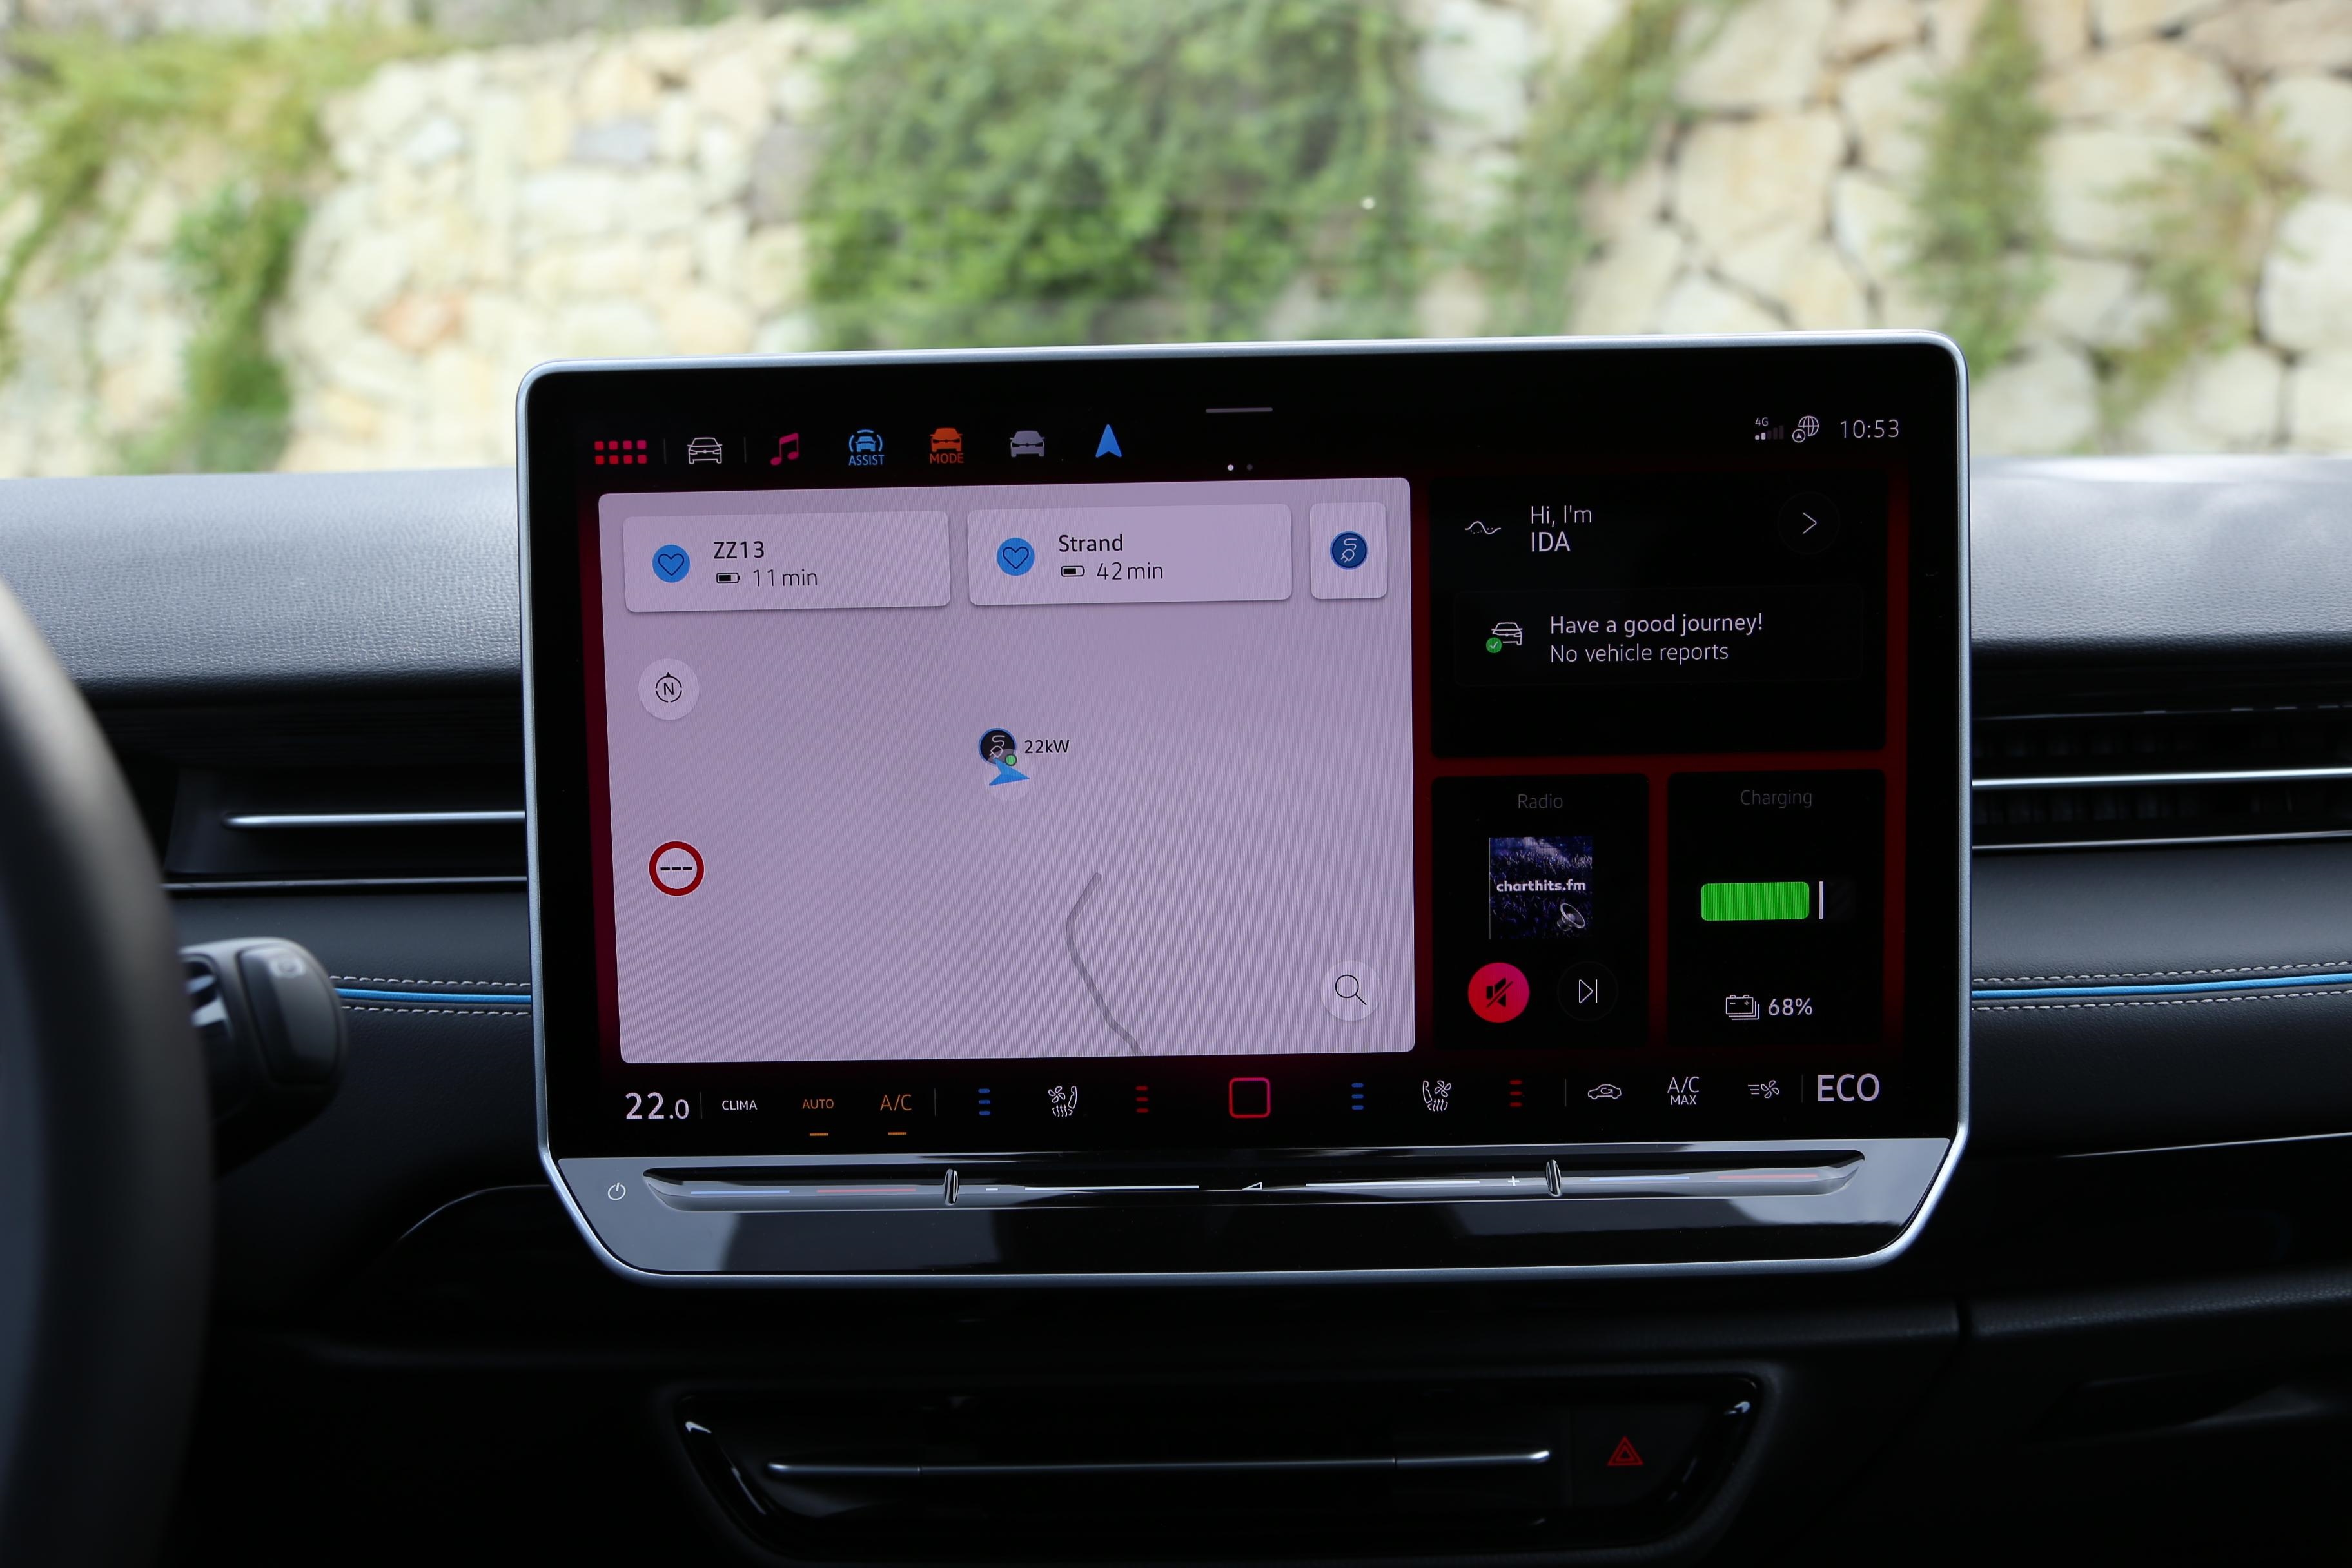 ASSIST
MODE
4G
10:53
ZZ13
11 min
Strand
42 min
N
22kW
---
Hi, I'm
IDA
Have a good journey!
No vehicle reports
Radio
charthits.fm
Charging
68%
22.0
CLIMA
AUTO
A/C
A/C
MAX
ECO
- +